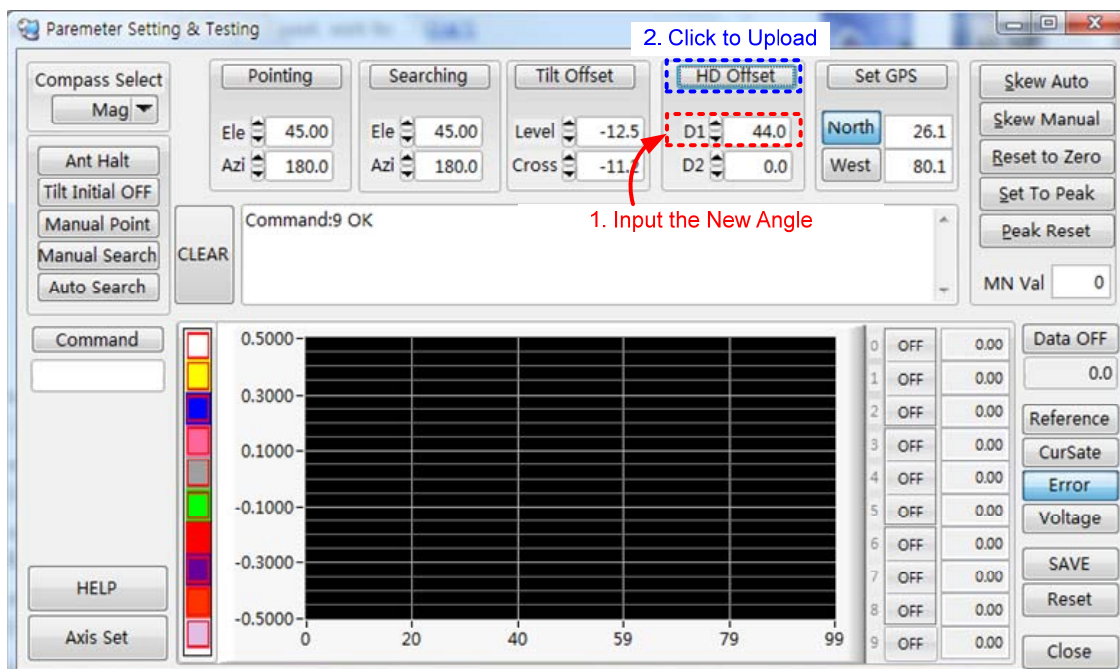 Paremeter Setting & Testing
2. Click to Upload
Compass Select
Mag
Pointing
Ele 45.00
Azi 180.0
Searching
Ele 45.00
Azi 180.0
Tilt Offset
Level -12.5
Cross -11.2
HD Offset
D1 44.0
D2 0.0
Set GPS
North 26.1
West 80.1
Skew Auto
Skew Manual
Reset to Zero
Set To Peak
Peak Reset
MN Val 0
Ant Halt
Tilt Initial OFF
Manual Point
Manual Search
Auto Search
CLEAR
Command:9 OK
1. Input the New Angle
Command
0.5000
0.3000
0.1000
-0.1000
-0.3000
-0.5000
0 20 40 59 79 99
0 OFF 0.00
1 OFF 0.00
2 OFF 0.00
3 OFF 0.00
4 OFF 0.00
5 OFF 0.00
6 OFF 0.00
7 OFF 0.00
8 OFF 0.00
9 OFF 0.00
Data OFF
0.0
Reference
CurSate
Error
Voltage
SAVE
Reset
Close
HELP
Axis Set